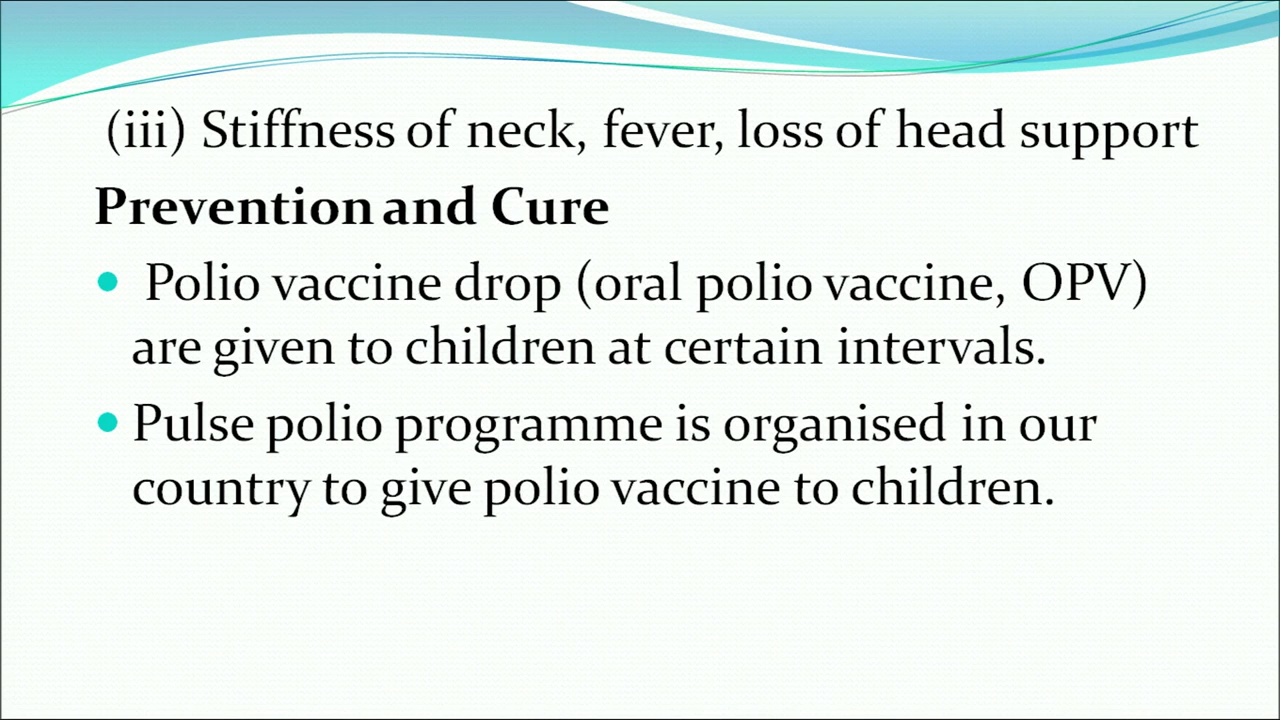 (iii) Stiffness of neck, fever, loss of head support
Prevention and Cure
• Polio vaccine drop (oral polio vaccine, OPV)
are given to children at certain intervals.
• Pulse polio programme is organised in our
country to give polio vaccine to children.